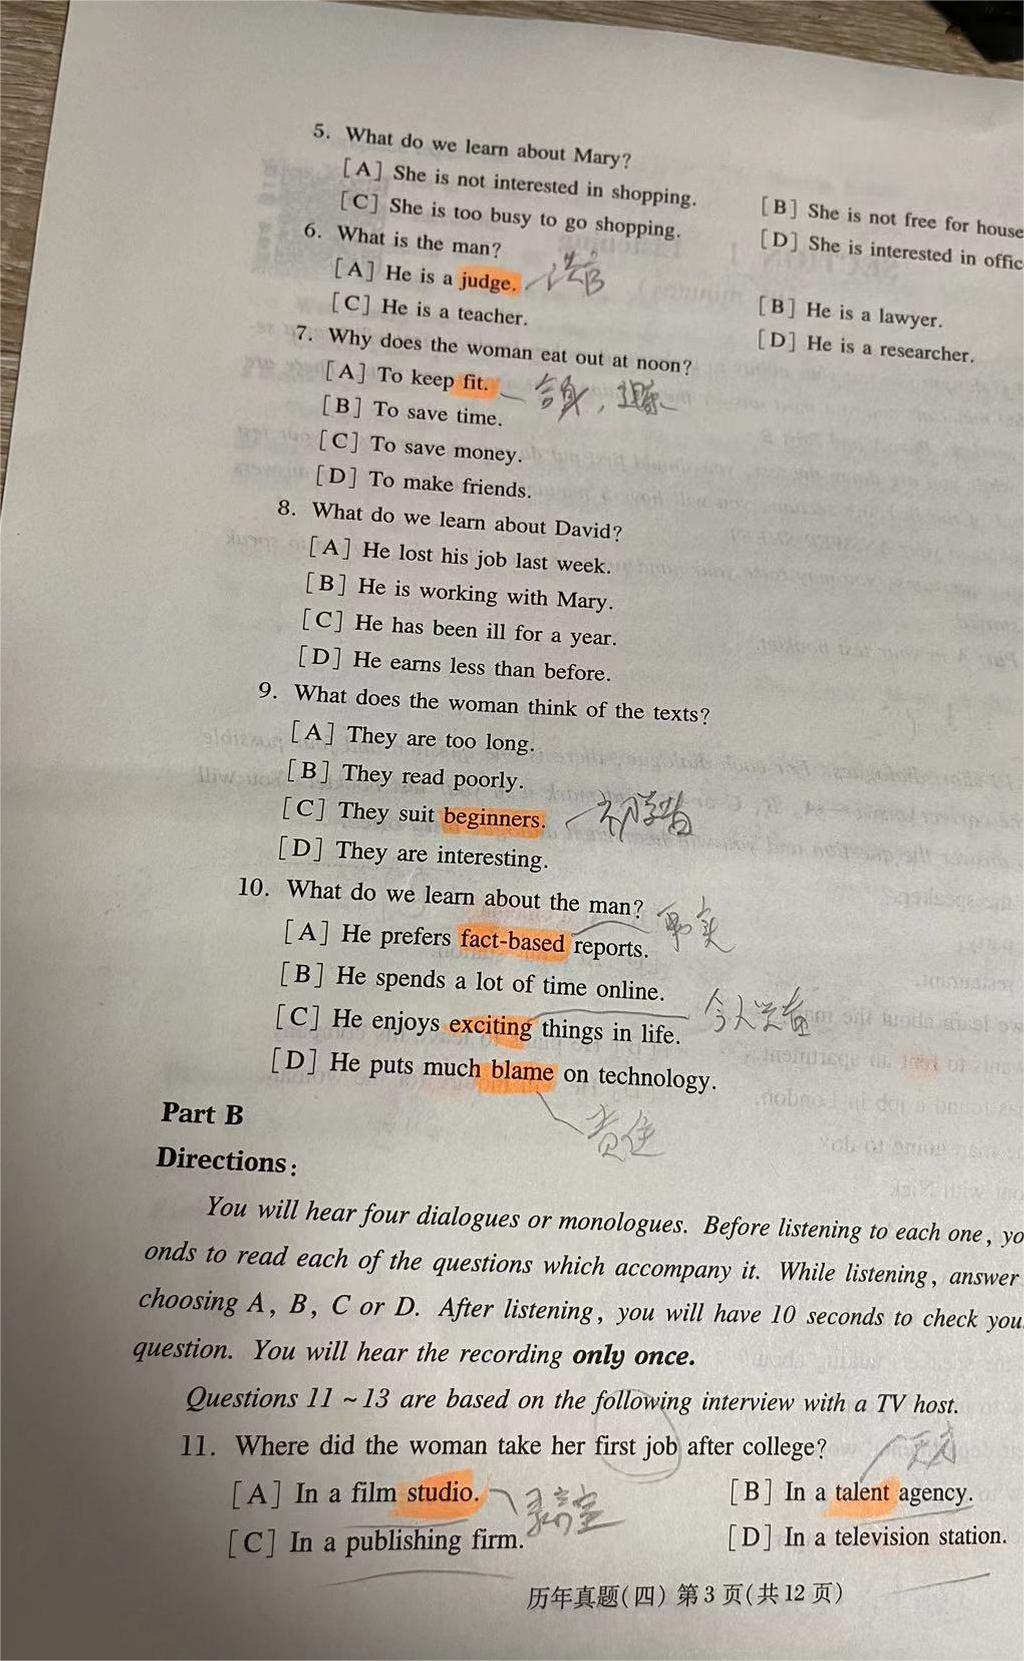 5. What do we learn about Mary?
[A] She is not interested in shopping.
[B] She is not free for house
[C] She is too busy to go shopping.
[D] She is interested in offic
6. What is the man?
[A] He is a judge. 法官
[B] He is a lawyer.
[C] He is a teacher.
[D] He is a researcher.
7. Why does the woman eat out at noon?
[A] To keep fit. 合身,
[B] To save time.
[C] To save money.
[D] To make friends.
8. What do we learn about David?
[A] He lost his job last week.
[B] He is working with Mary.
[C] He has been ill for a year.
[D] He earns less than before.
9. What does the woman think of the texts?
[A] They are too long.
[B] They read poorly.
[C] They suit beginners. 初学者
[D] They are interesting.
10. What do we learn about the man?
[A] He prefers fact-based reports. 事实
[B] He spends a lot of time online.
[C] He enjoys exciting things in life.
[D] He puts much blame on technology.
责怪
Part B
Directions:
You will hear four dialogues or monologues. Before listening to each one, yo
onds to read each of the questions which accompany it. While listening, answer
choosing A, B, C or D. After listening, you will have 10 seconds to check you
question. You will hear the recording only once.
Questions 11 ~ 13 are based on the following interview with a TV host.
11. Where did the woman take her first job after college?
[A] In a film studio. 录音室
[B] In a talent agency.
[C] In a publishing firm.
[D] In a television station.
历年真题(四) 第3页(共12页)